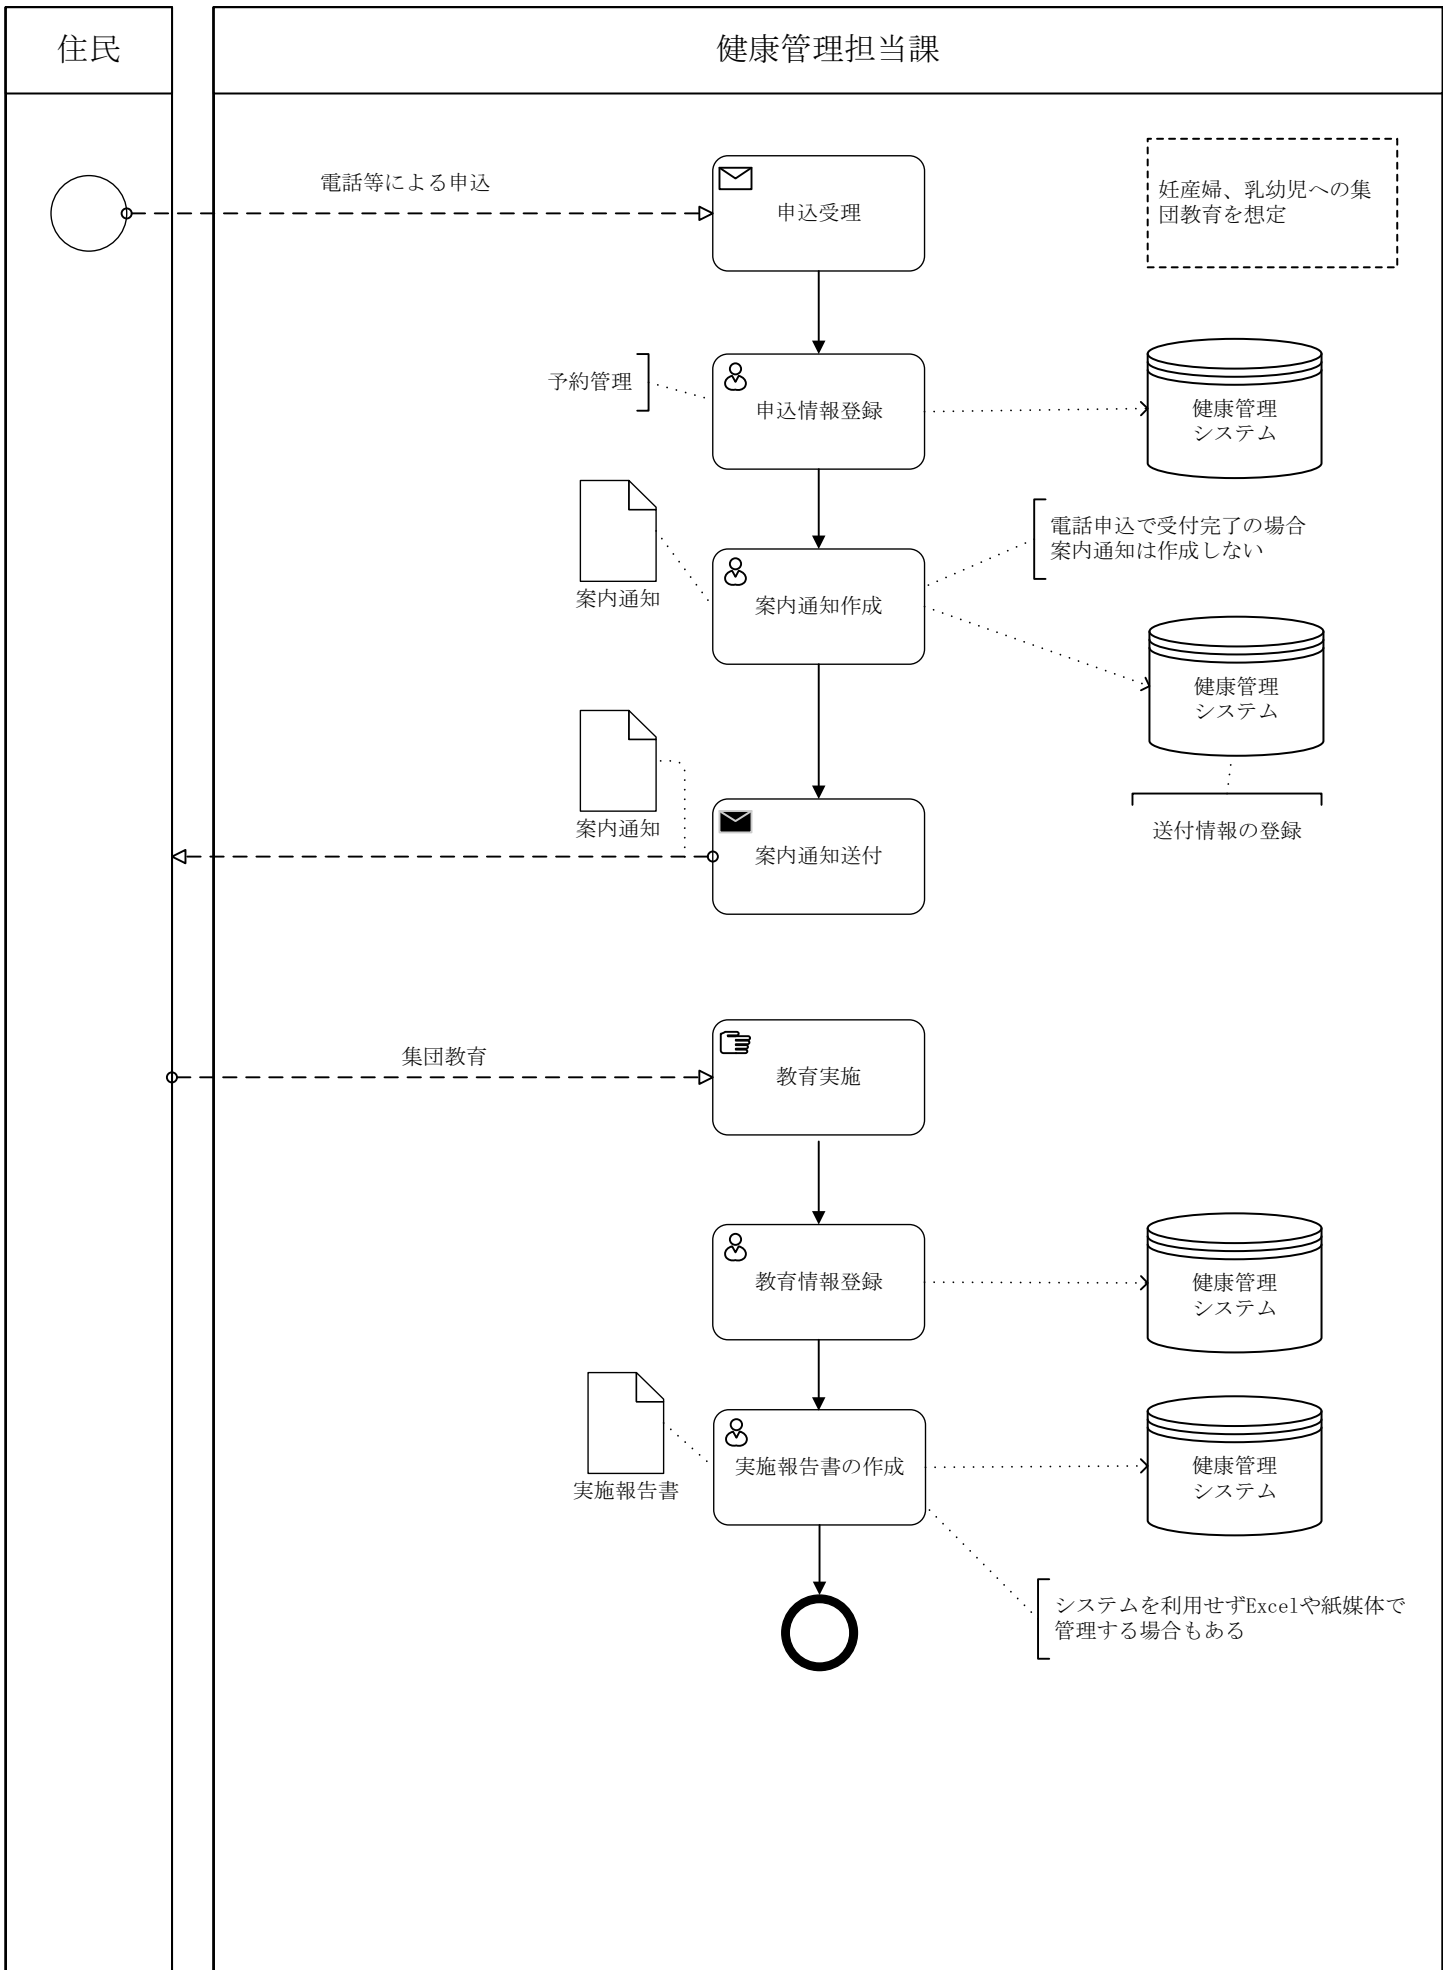 住民
健康管理担当課
電話等による申込
申込受理
妊産婦、乳幼児への集
団教育を想定
予約管理
申込情報登録
健康管理
システム
案内通知
案内通知作成
電話申込で受付完了の場合
案内通知は作成しない
健康管理
システム
送付情報の登録
案内通知
案内通知送付
集団教育
教育実施
教育情報登録
健康管理
システム
実施報告書
実施報告書の作成
健康管理
システム
システムを利用せずExcelや紙媒体で
管理する場合もある